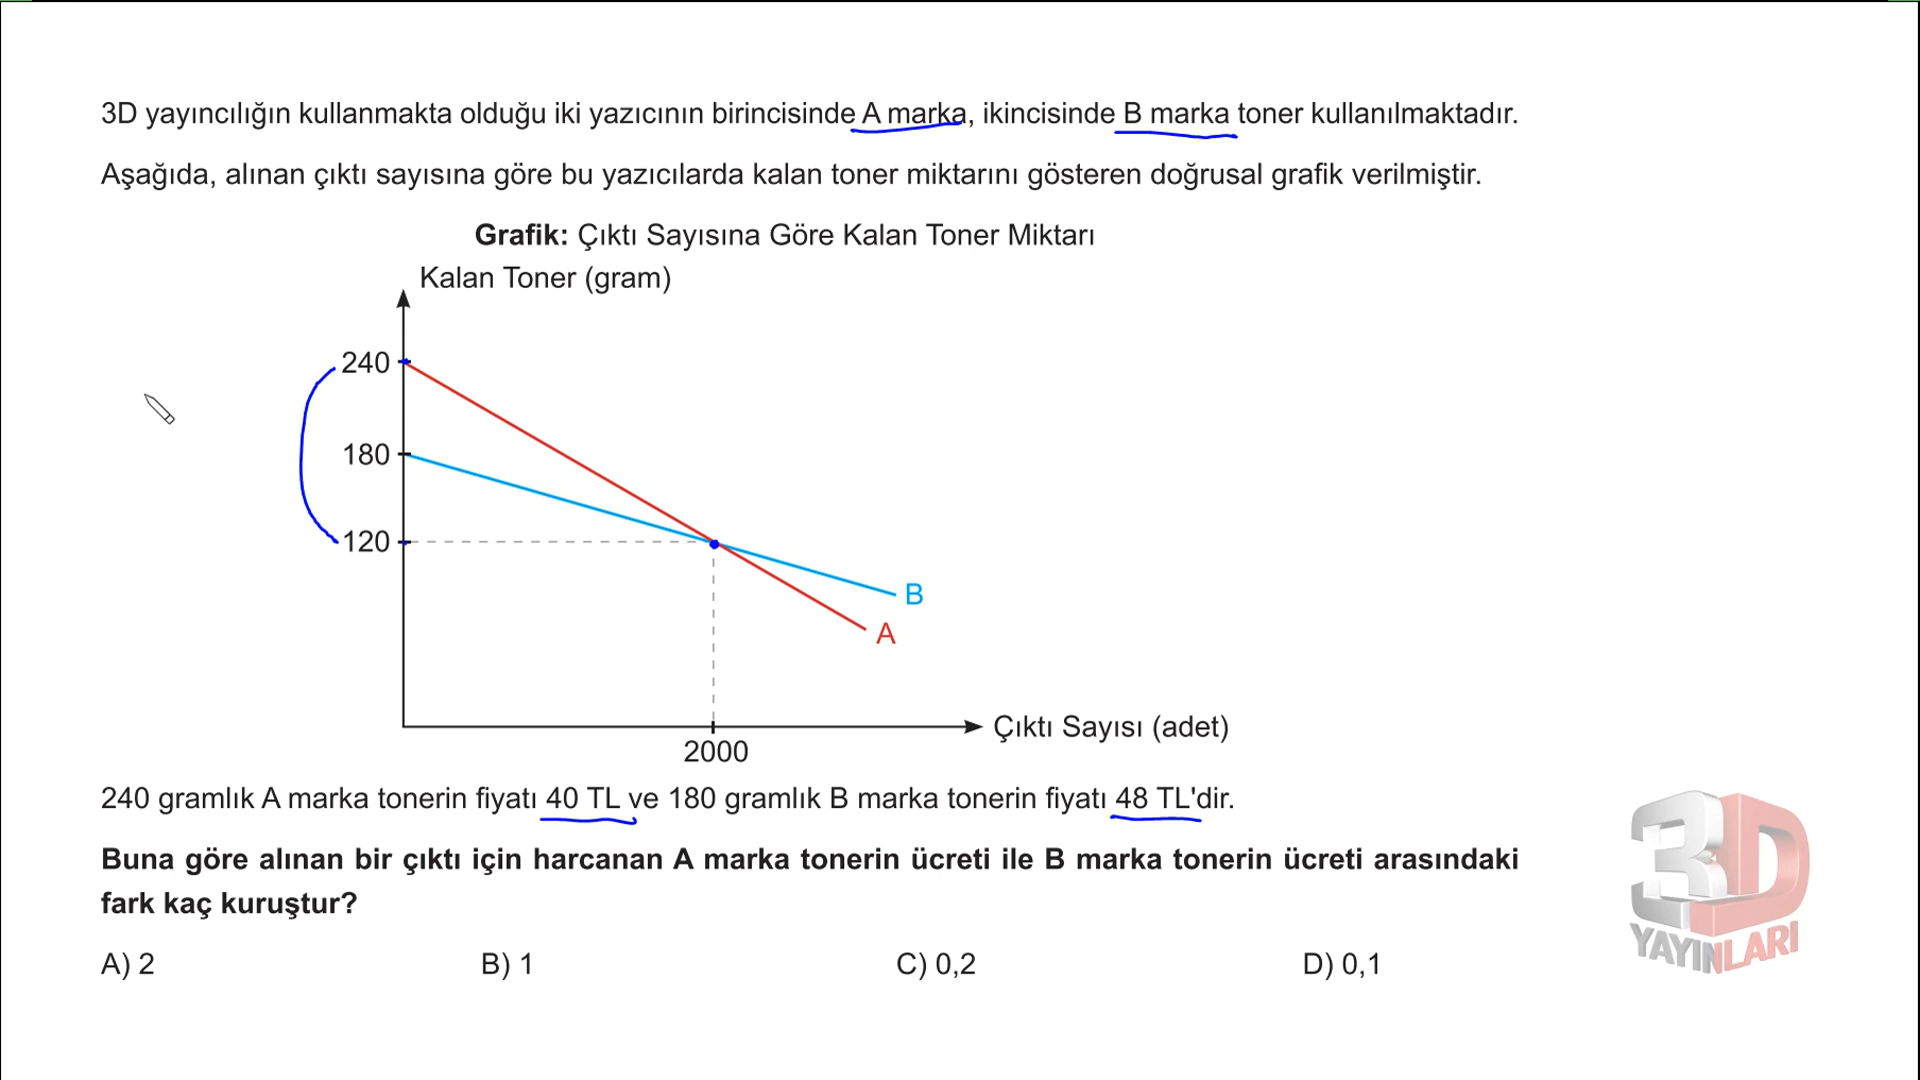 3D yayıncılığın kullanmakta olduğu iki yazıcının birincisinde A marka, ikincisinde B marka toner kullanılmaktadır.
Aşağıda, alınan çıktı sayısına göre bu yazıcılarda kalan toner miktarını gösteren doğrusal grafik verilmiştir.
Grafik: Çıktı Sayısına Göre Kalan Toner Miktarı
Kalan Toner (gram)
240
180
120
B
A
Çıktı Sayısı (adet)
2000
240 gramlık A marka tonerin fiyatı 40 TL ve 180 gramlık B marka tonerin fiyatı 48 TL'dir.
Buna göre alınan bir çıktı için harcanan A marka tonerin ücreti ile B marka tonerin ücreti arasındaki
fark kaç kuruştur?
A) 2 B) 1 C) 0,2 D) 0,1
3D
YAYINLARI